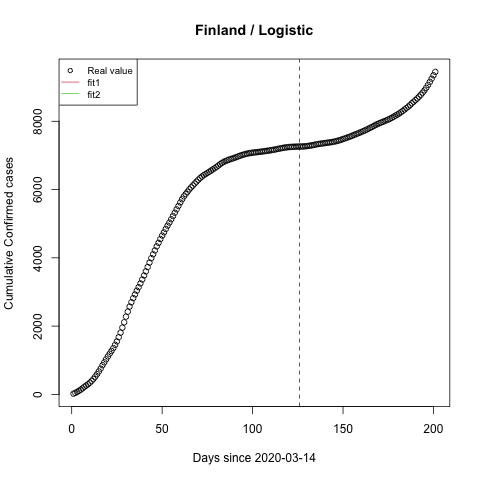 Finland / Logistic
Real value
fit1
fit2
Cumulative Confirmed cases
8000
6000
4000
2000
0
0 50 100 150 200
Days since 2020-03-14